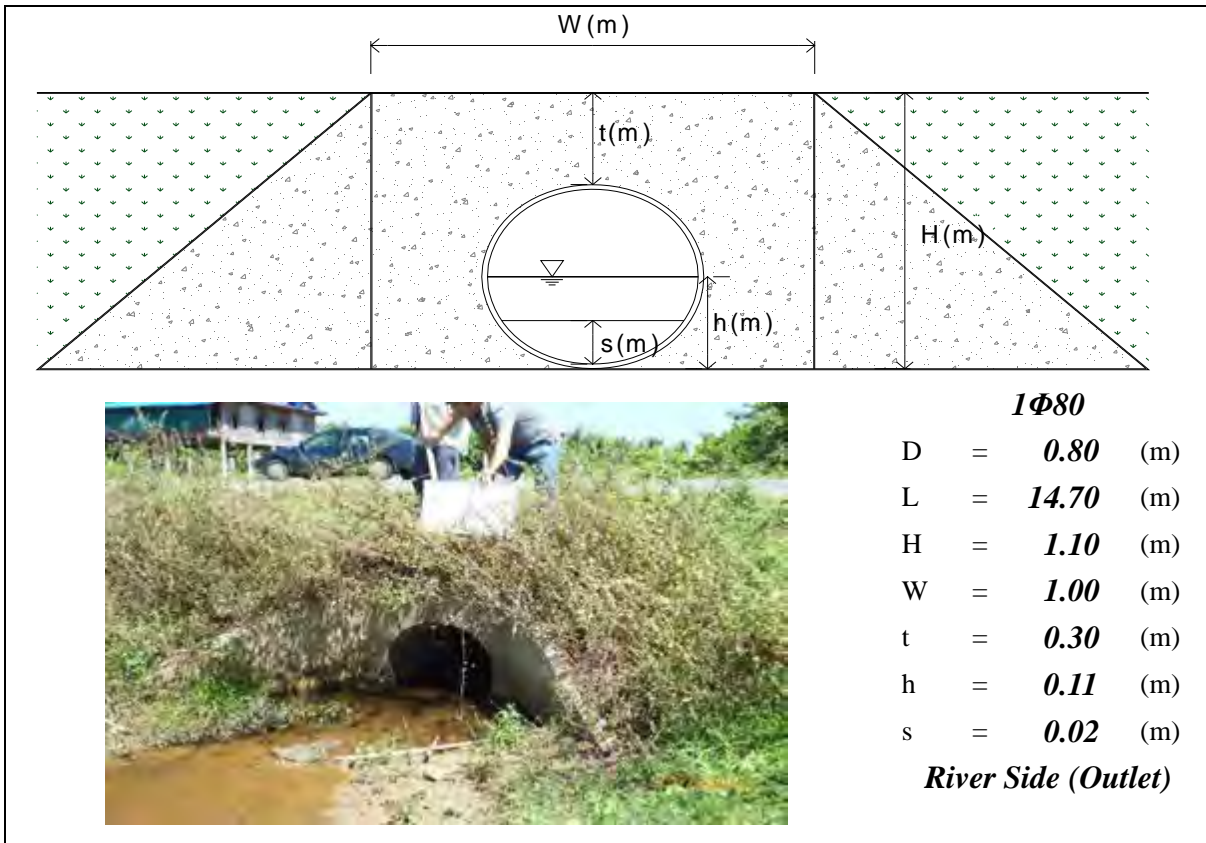 W(m)
t(m)
H(m)
h(m)
s(m)
1Φ80
D = 0.80 (m)
L = 14.70 (m)
H = 1.10 (m)
W = 1.00 (m)
t = 0.30 (m)
h = 0.11 (m)
s = 0.02 (m)
River Side (Outlet)